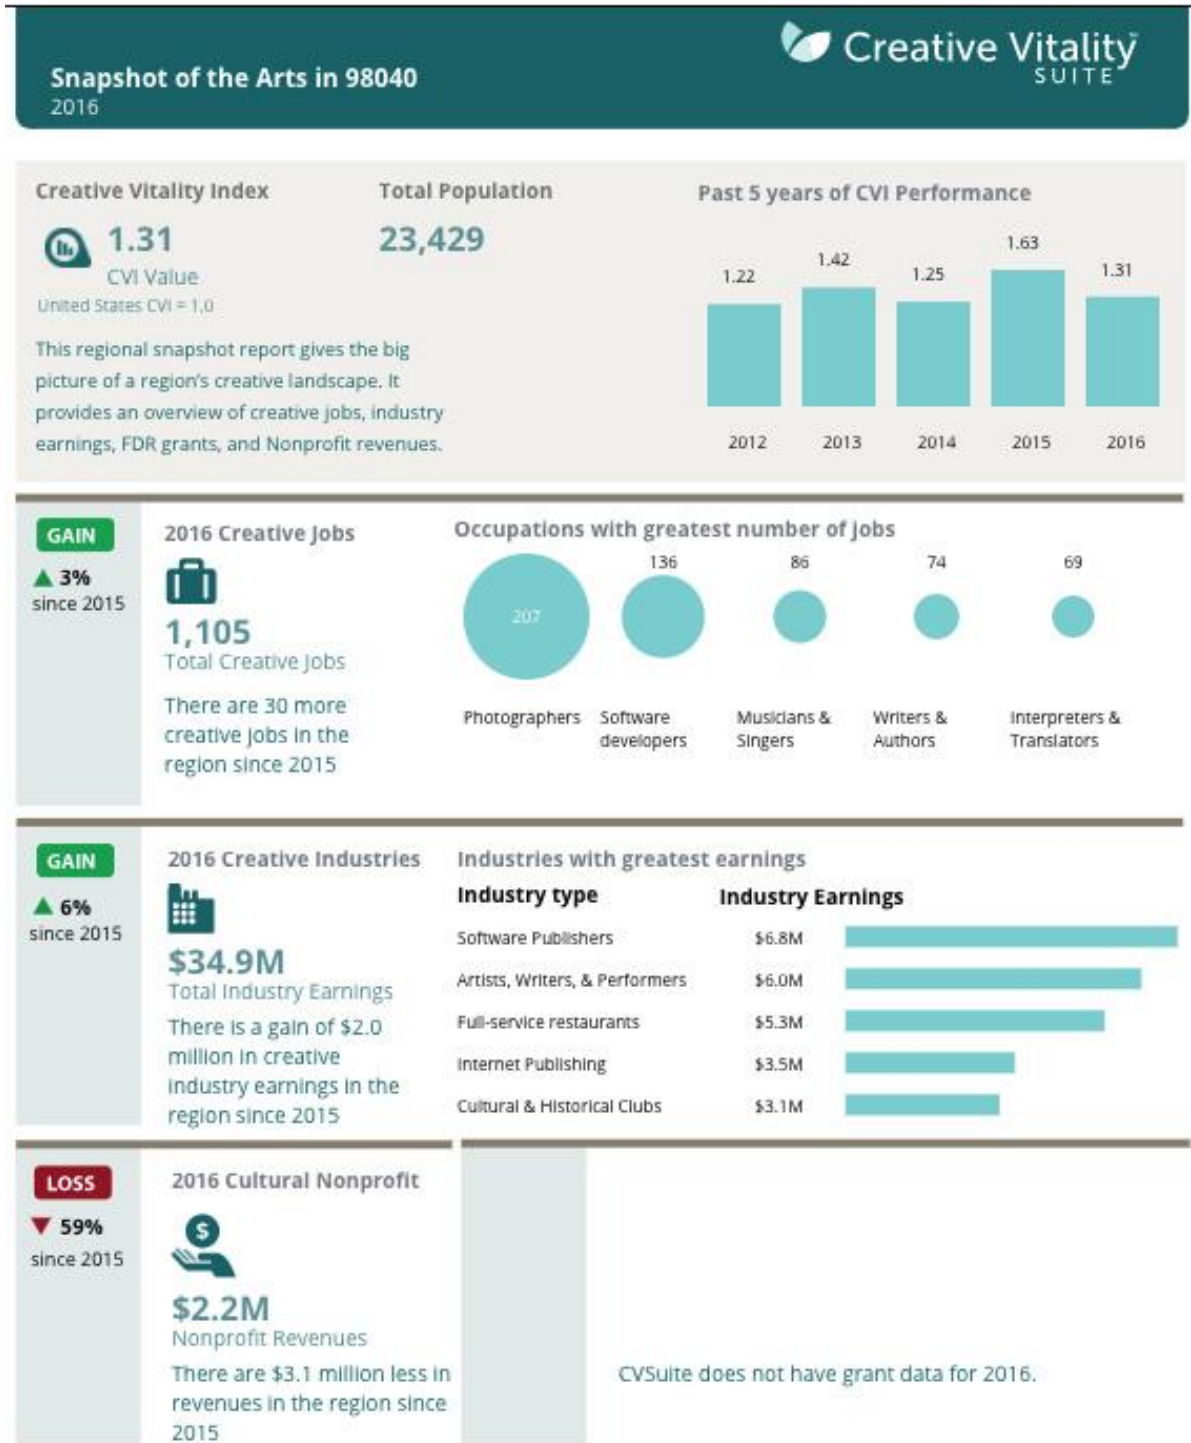 Snapshot of the Arts in 98040
2016
Creative Vitality
SUITE
Creative Vitality Index
1.31
CVI Value
United States CVI = 1.0
Total Population
23,429
This regional snapshot report gives the big
picture of a region's creative landscape. It
provides an overview of creative jobs, industry
earnings, FDR grants, and Nonprofit revenues.
Past 5 years of CVI Performance
1.22
1.42
1.25
1.63
1.31
2012
2013
2014
2015
2016
GAIN
3%
since 2015
2016 Creative Jobs
1,105
Total Creative Jobs
There are 30 more
creative jobs in the
region since 2015
Occupations with greatest number of jobs
207
136
86
74
69
Photographers
Software
developers
Musicians &
Singers
Writers &
Authors
Interpreters &
Translators
GAIN
6%
since 2015
2016 Creative Industries
$34.9M
Total Industry Earnings
There is a gain of $2.0
million in creative
industry earnings in the
region since 2015
Industries with greatest earnings
Industry type Industry Earnings
Software Publishers $6.8M
Artists, Writers, & Performers $6.0M
Full-service restaurants $5.3M
Internet Publishing $3.5M
Cultural & Historical Clubs $3.1M
LOSS
59%
since 2015
2016 Cultural Nonprofit
$
$2.2M
Nonprofit Revenues
There are $3.1 million less in
revenues in the region since
2015
CVSuite does not have grant data for 2016.